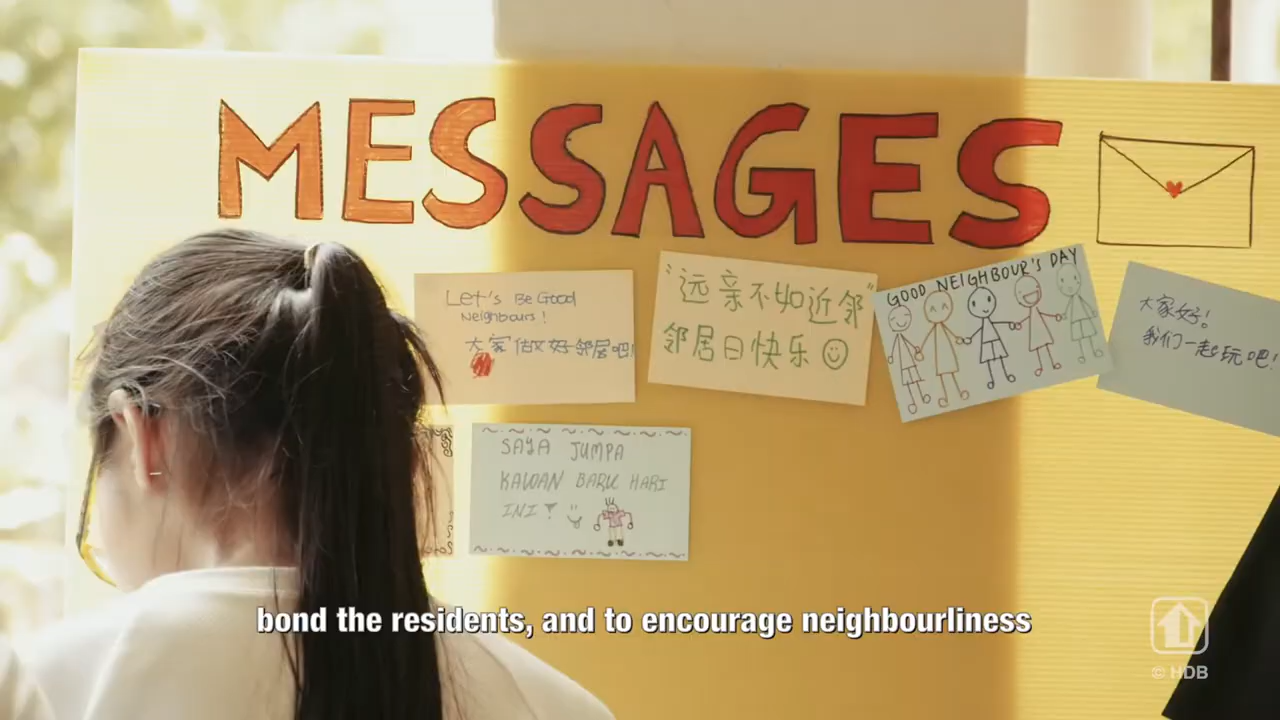 MESSAGES
Let's Be Good
Neighbours!
大家做好邻居吧!
"远亲不如近邻"
邻居日快乐
GOOD NEIGHBOUR'S DAY
大家好!
我们一起玩吧!
SAYA JUMPA
KAWAN BARU HARI
INI!
bond the residents, and to encourage neighbourliness
© HDB